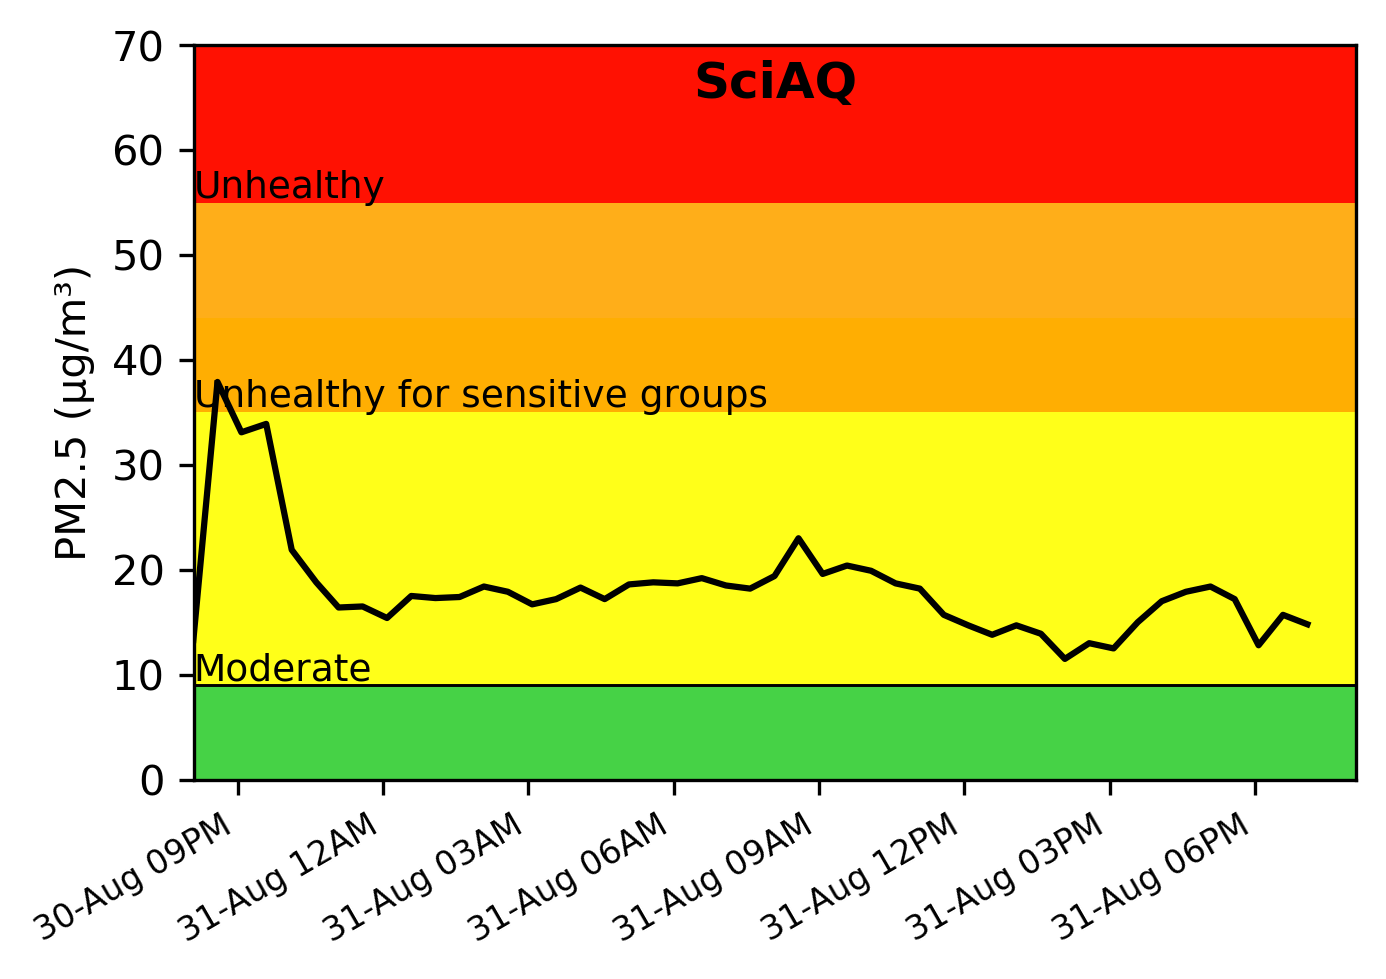 SciAQ
PM2.5 (µg/m³)
70
60
50
40
30
20
10
0
Unhealthy
Unhealthy for sensitive groups
Moderate
30-Aug 09PM
31-Aug 12AM
31-Aug 03AM
31-Aug 06AM
31-Aug 09AM
31-Aug 12PM
31-Aug 03PM
31-Aug 06PM